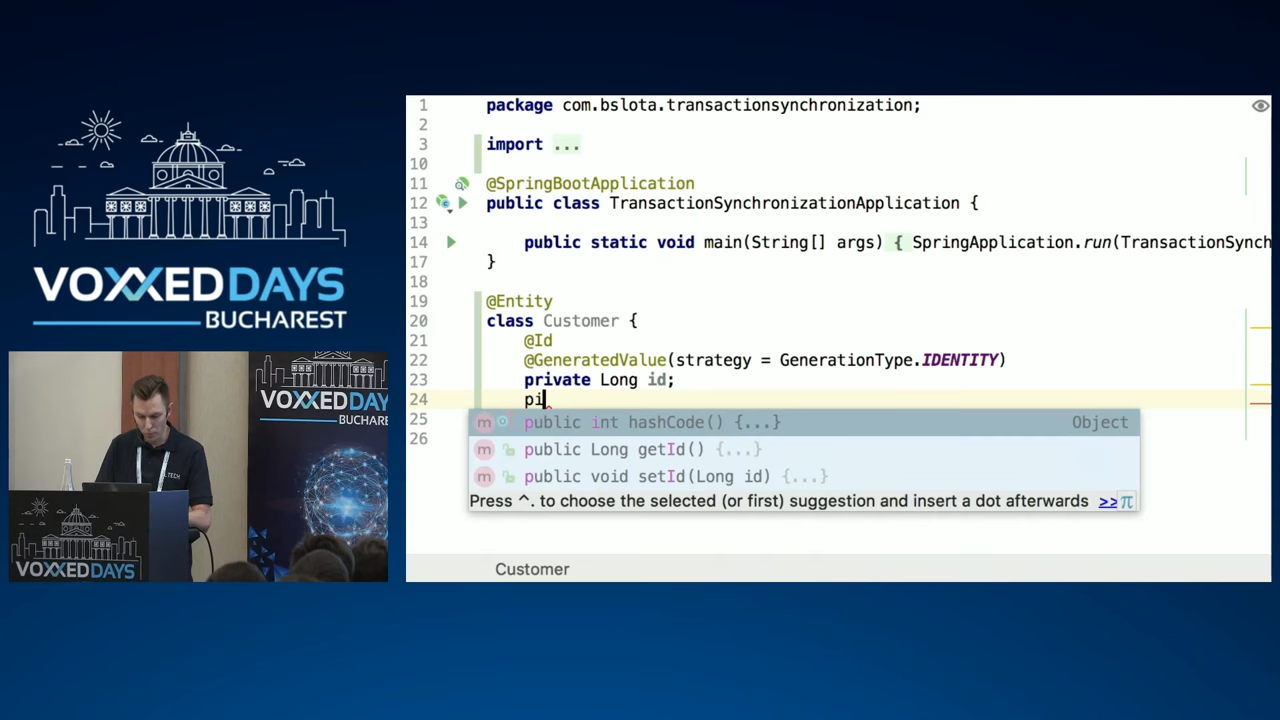 VOXXED DAYS
BUCHAREST
VOXXED DAYS
BUCHAREST
TECH
VOXXED DAYS
1 package com.bslota.transactionsynchronization;
2
3 import ...
10
11 @SpringBootApplication
12 public class TransactionSynchronizationApplication {
13
14 public static void main(String[] args) { SpringApplication.run(TransactionSynch
17 }
18
19 @Entity
20 class Customer {
21 @Id
22 @GeneratedValue(strategy = GenerationType.IDENTITY)
23 private Long id;
24 pi
25
26
m public int hashCode() {...} Object
m public Long getId() {...}
m public void setId(Long id) {...}
Press ^. to choose the selected (or first) suggestion and insert a dot afterwards >> π
Customer